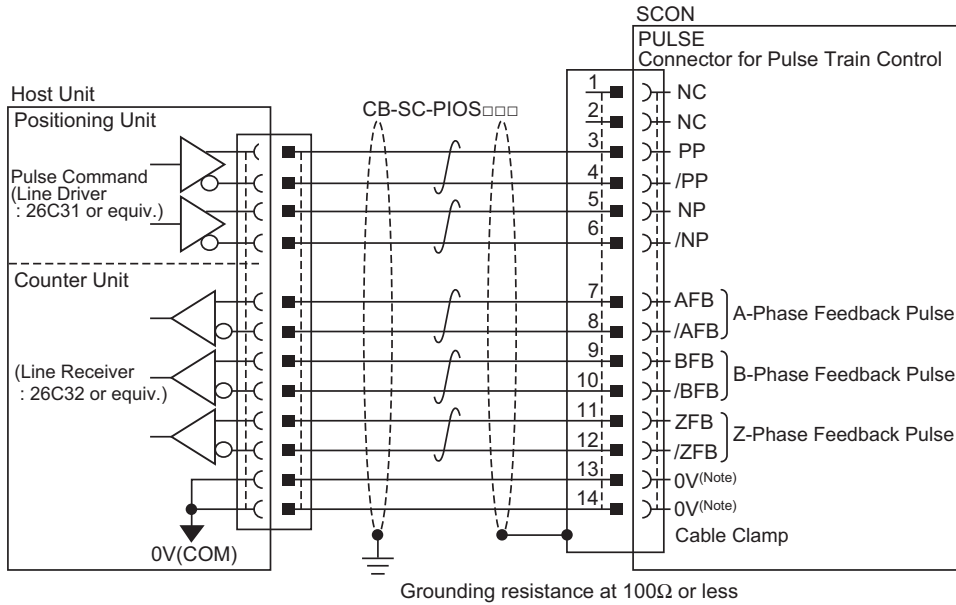 SCON
PULSE
Connector for Pulse Train Control
Host Unit
Positioning Unit
CB-SC-PIOS□□□
Pulse Command
(Line Driver
: 26C31 or equiv.)
Counter Unit
(Line Receiver
: 26C32 or equiv.)
0V(COM)
1 NC
2 NC
3 PP
4 /PP
5 NP
6 /NP
7 AFB
8 /AFB
A-Phase Feedback Pulse
9 BFB
10 /BFB
B-Phase Feedback Pulse
11 ZFB
12 /ZFB
Z-Phase Feedback Pulse
13 0V(Note)
14 0V(Note)
Cable Clamp
Grounding resistance at 100Ω or less